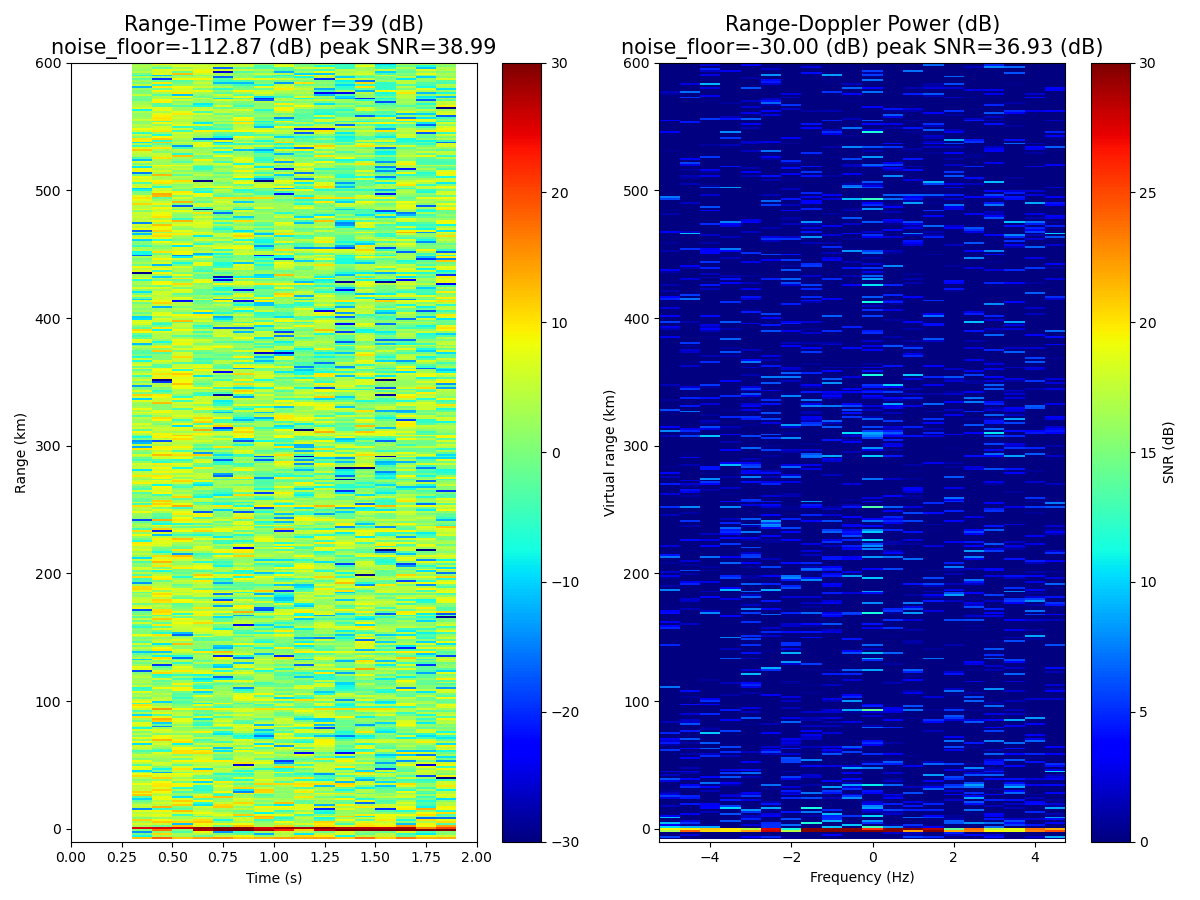 Range-Time Power f=39 (dB)
noise_floor=-112.87 (dB) peak SNR=38.99
Range (km)
600
500
400
300
200
100
0
0.00 0.25 0.50 0.75 1.00 1.25 1.50 1.75 2.00
Time (s)
30
20
10
0
−10
−20
−30
Range-Doppler Power (dB)
noise_floor=-30.00 (dB) peak SNR=36.93 (dB)
Virtual range (km)
600
500
400
300
200
100
0
−4 −2 0 2 4
Frequency (Hz)
30
25
20
15
10
5
0
SNR (dB)